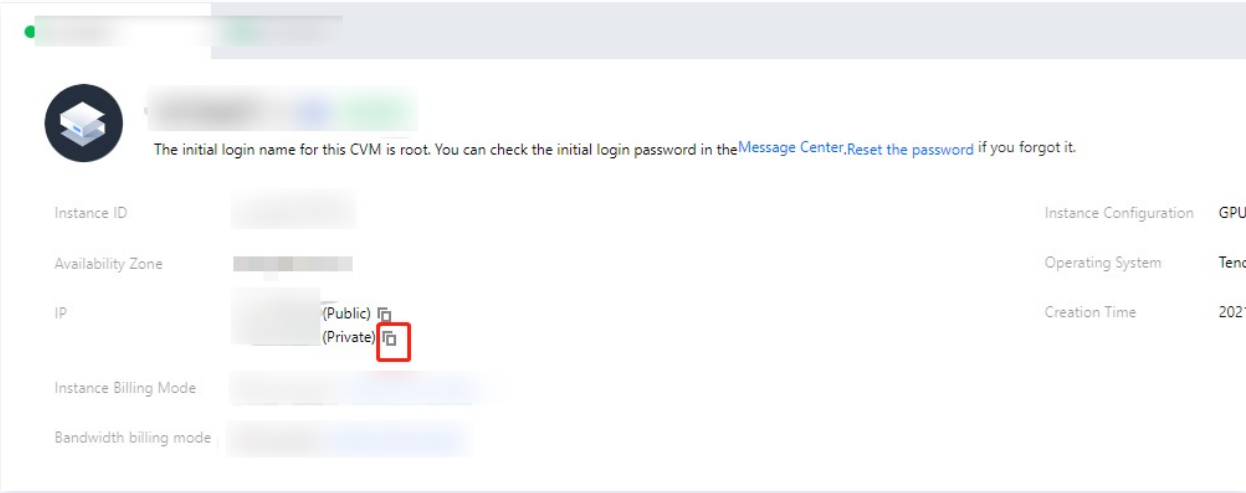 The initial login name for this CVM is root. You can check the initial login password in the Message Center.Reset the password if you forgot it.
Instance ID
Instance Configuration GPU
Availability Zone
Operating System Tenc
IP (Public)
Creation Time 2021
(Private)
Instance Billing Mode
Bandwidth billing mode